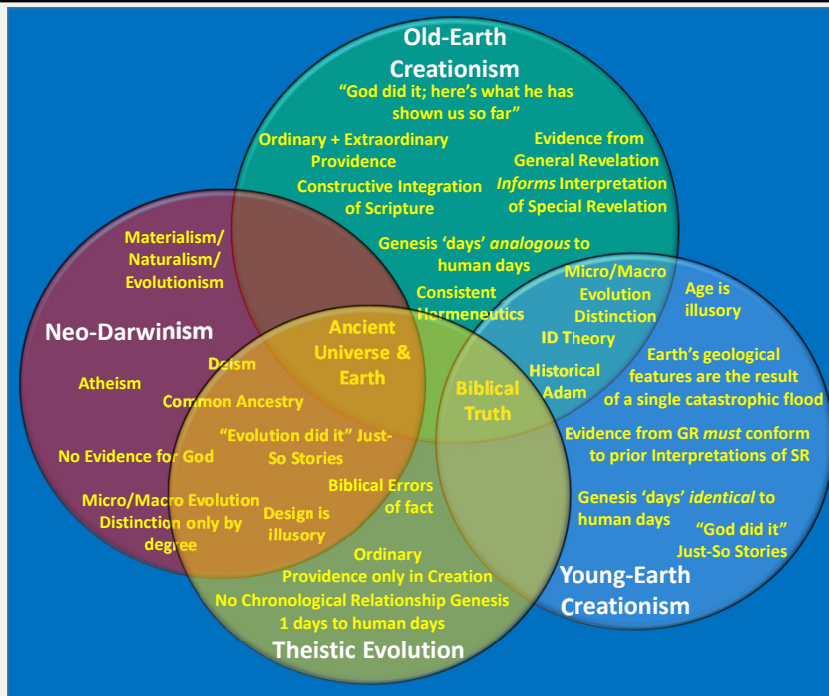 Old-Earth
Creationism
“God did it; here’s what he has
shown us so far”
Ordinary + Extraordinary
Providence
Evidence from
General Revelation
Informs Interpretation
of Special Revelation
Constructive Integration
of Scripture
Genesis ‘days’ analogous to
human days
Consistent
Hermeneutics
Materialism/
Naturalism/
Evolutionism
Neo-Darwinism
Deism
Atheism
Common Ancestry
No Evidence for God
“Evolution did it” Just-
So Stories
Micro/Macro Evolution
Distinction only by
degree
Design is
illusory
Biblical Errors
of fact
Ancient
Universe &
Earth
Biblical
Truth
Micro/Macro
Evolution
Distinction
ID Theory
Historical
Adam
Age is
illusory
Earth’s geological
features are the result
of a single catastrophic flood
Evidence from GR must conform
to prior Interpretations of SR
Genesis ‘days’ identical to
human days
“God did it”
Just-So Stories
Young-Earth
Creationism
Ordinary
Providence only in Creation
No Chronological Relationship Genesis
1 days to human days
Theistic Evolution